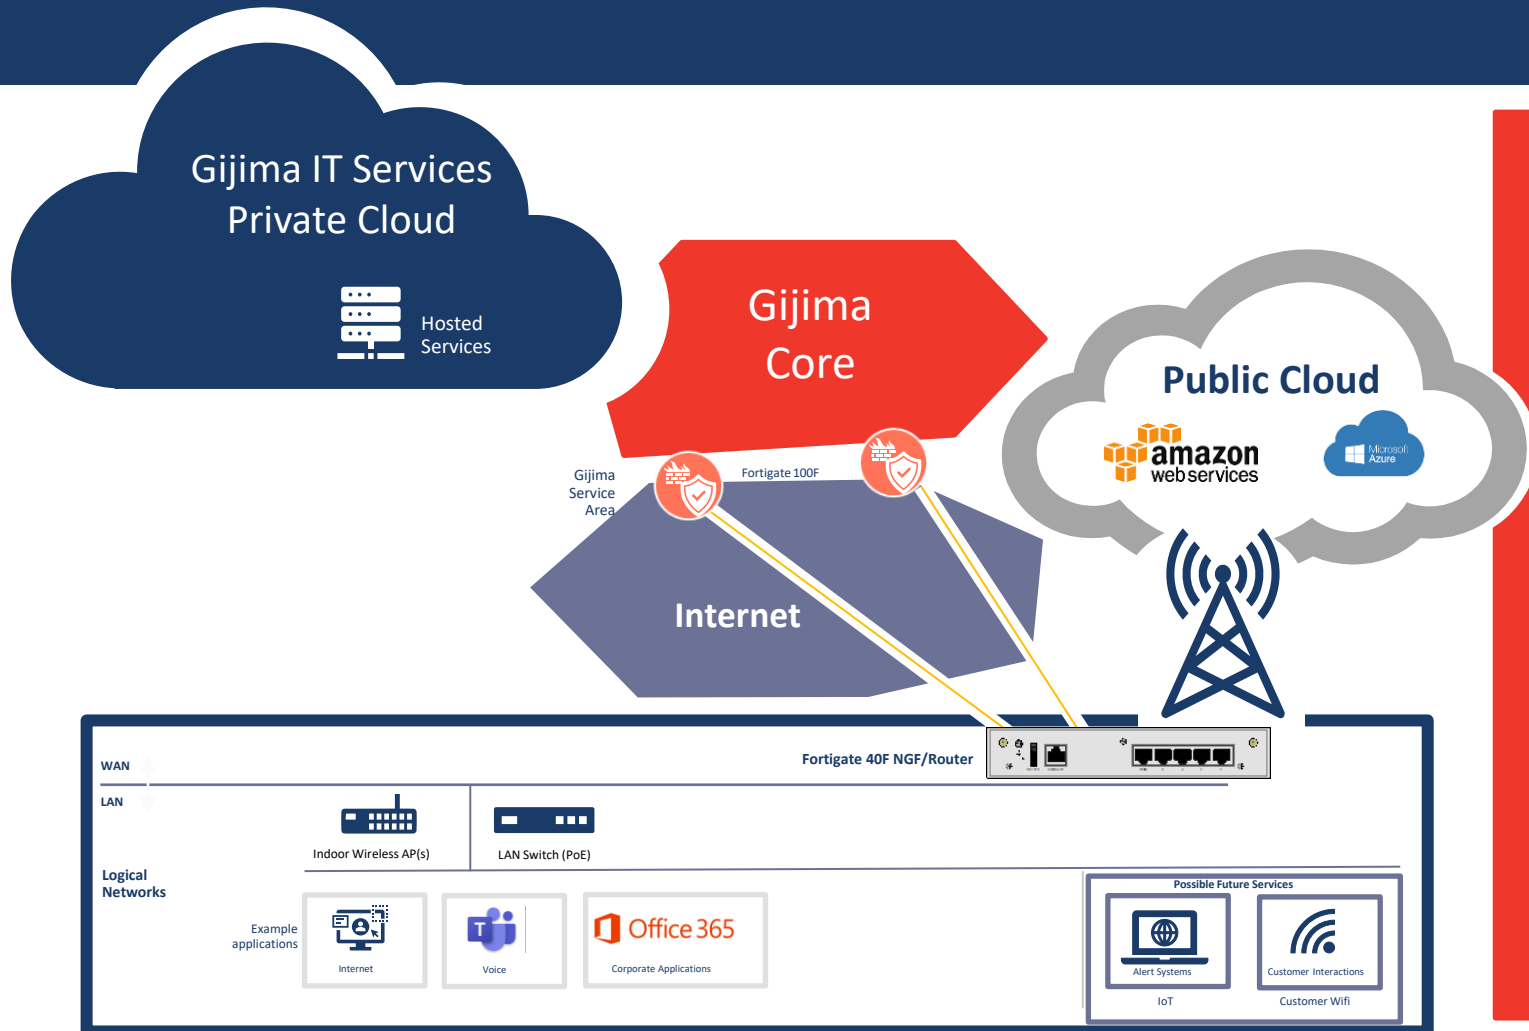 Gijima IT Services
Private Cloud
Hosted
Services
Gijima
Core
Public Cloud
amazon
web services
Microsoft
Azure
Gijima
Service
Area
Fortigate 100F
Internet
WAN
Fortigate 40F NGF/Router
LAN
Indoor Wireless AP(s)
LAN Switch (PoE)
Logical
Networks
Example
applications
Internet
T
Voice
Office 365
Corporate Applications
Possible Future Services
Alert Systems
Customer Interactions
IoT
Customer Wifi